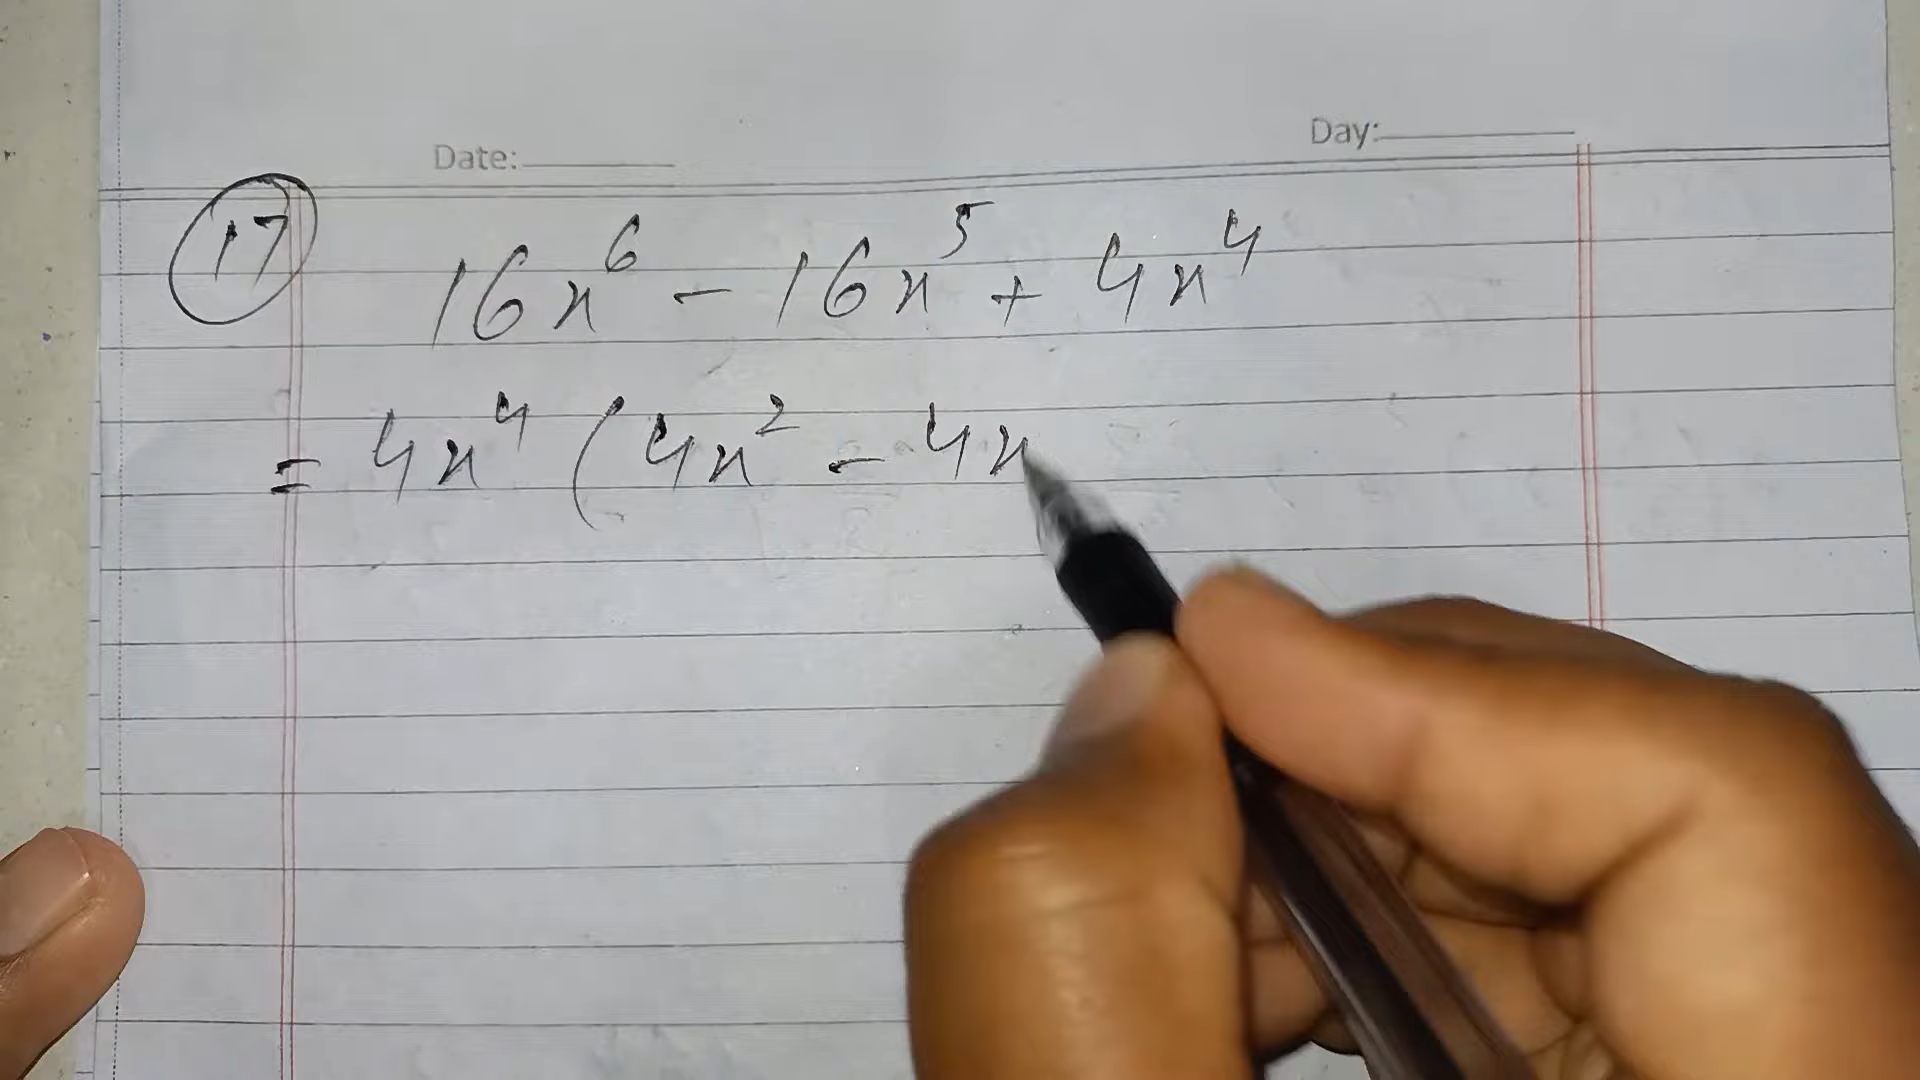 Date: Day:
17 16x⁶ - 16x⁵ + 4x⁴
= 4x⁴ (4x² - 4x